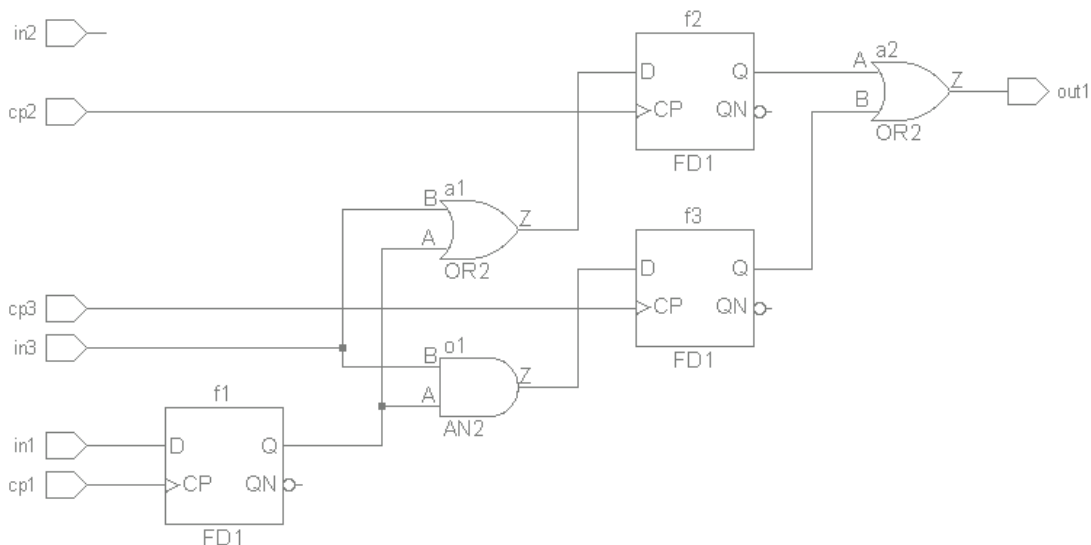 in2
f2
a2
D
Q
A
Z
out1
cp2
CP
QN
B
OR2
FD1
a1
B
Z
A
OR2
f3
D
Q
cp3
CP
QN
in3
FD1
o1
B
Z
A
AN2
f1
in1
D
Q
cp1
CP
QN
FD1